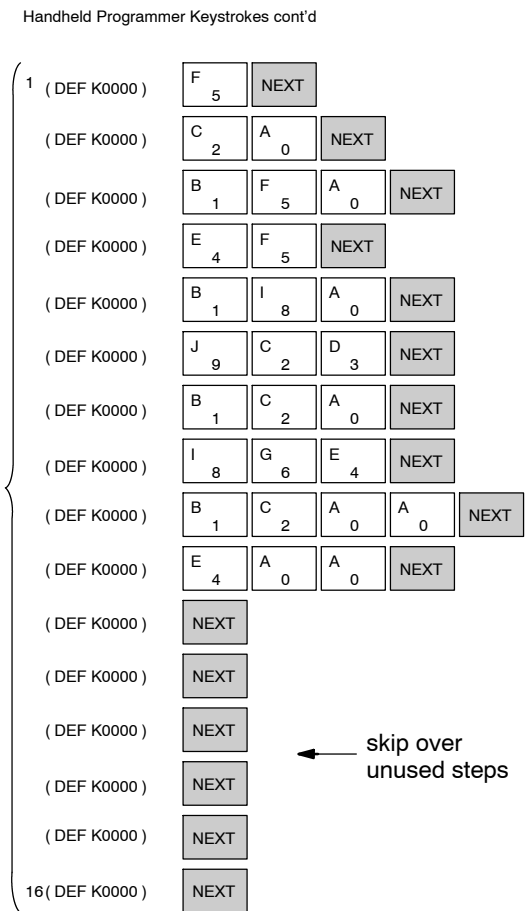 Handheld Programmer Keystrokes cont'd
1 ( DEF K0000 ) F 5 NEXT
( DEF K0000 ) C 2 A 0 NEXT
( DEF K0000 ) B 1 F 5 A 0 NEXT
( DEF K0000 ) E 4 F 5 NEXT
( DEF K0000 ) B 1 I 8 A 0 NEXT
( DEF K0000 ) J 9 C 2 D 3 NEXT
( DEF K0000 ) B 1 C 2 A 0 NEXT
( DEF K0000 ) I 8 G 6 E 4 NEXT
( DEF K0000 ) B 1 C 2 A 0 A 0 NEXT
( DEF K0000 ) E 4 A 0 A 0 NEXT
( DEF K0000 ) NEXT
( DEF K0000 ) NEXT
( DEF K0000 ) NEXT
skip over
unused steps
( DEF K0000 ) NEXT
( DEF K0000 ) NEXT
16( DEF K0000 ) NEXT